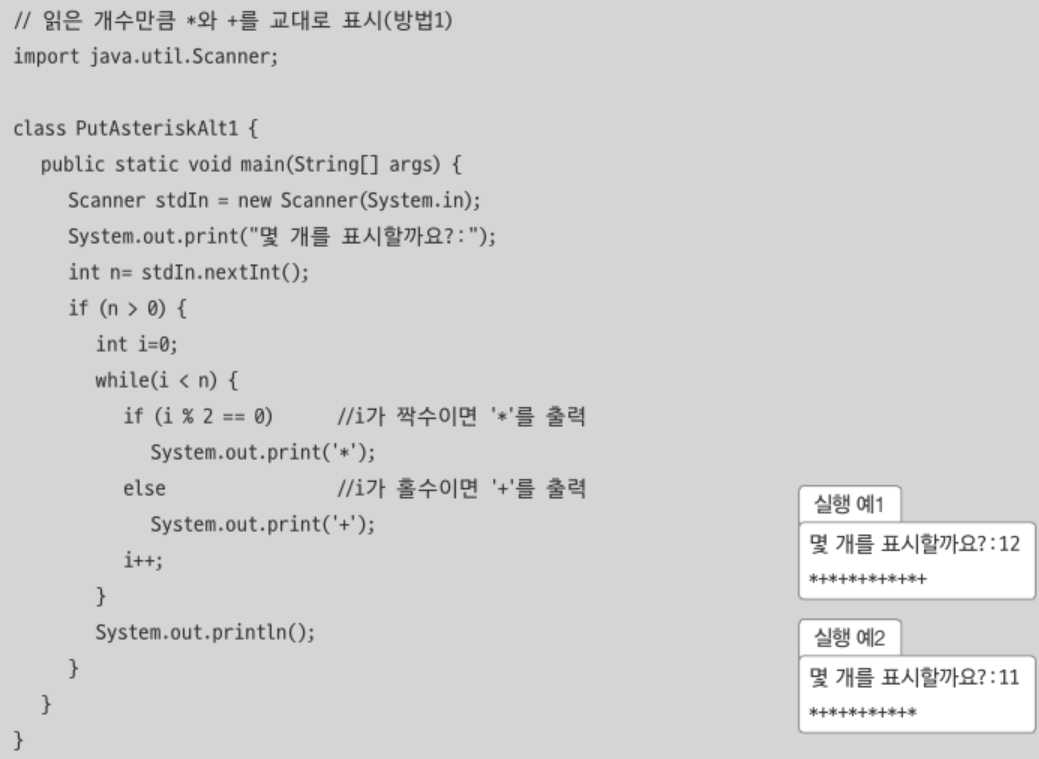 // 읽은 개수만큼 *와 +를 교대로 표시(방법1)
import java.util.Scanner;
class PutAsteriskAlt1 {
public static void main(String[] args) {
Scanner stdIn = new Scanner(System.in);
System.out.print("몇 개를 표시할까요?:");
int n= stdIn.nextInt();
if (n > 0) {
int i=0;
while(i < n) {
if (i % 2 == 0) //i가 짝수이면 '*'를 출력
System.out.print('*');
else //i가 홀수이면 '+'를 출력
System.out.print('+');
i++;
}
System.out.println();
}
}
}
실행 예1
몇 개를 표시할까요?:12
*+*+*+*+*+*+
실행 예2
몇 개를 표시할까요?:11
*+*+*+*+*+*